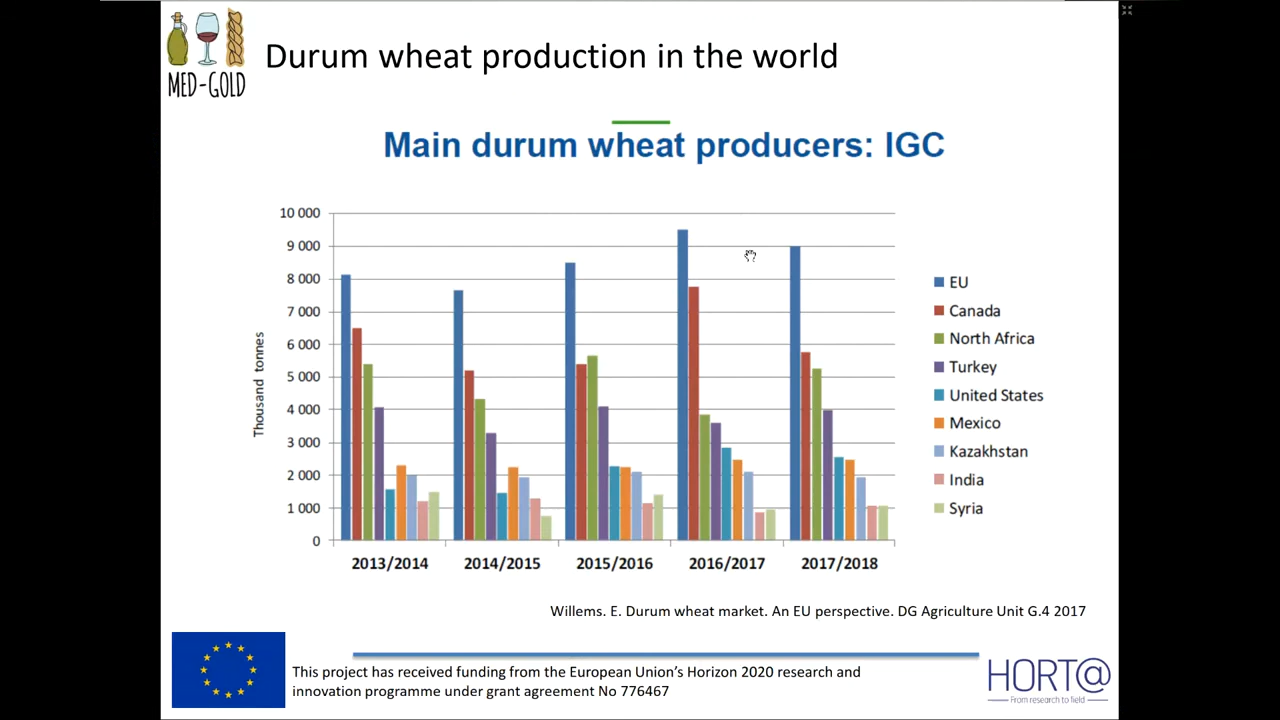 MED-GOLD
Durum wheat production in the world
Main durum wheat producers: IGC
Thousand tonnes
10 000
9 000
8 000
7 000
6 000
5 000
4 000
3 000
2 000
1 000
0
2013/2014
2014/2015
2015/2016
2016/2017
2017/2018
EU
Canada
North Africa
Turkey
United States
Mexico
Kazakhstan
India
Syria
Willems. E. Durum wheat market. An EU perspective. DG Agriculture Unit G.4 2017
This project has received funding from the European Union’s Horizon 2020 research and
innovation programme under grant agreement No 776467
HORT@
From research to field